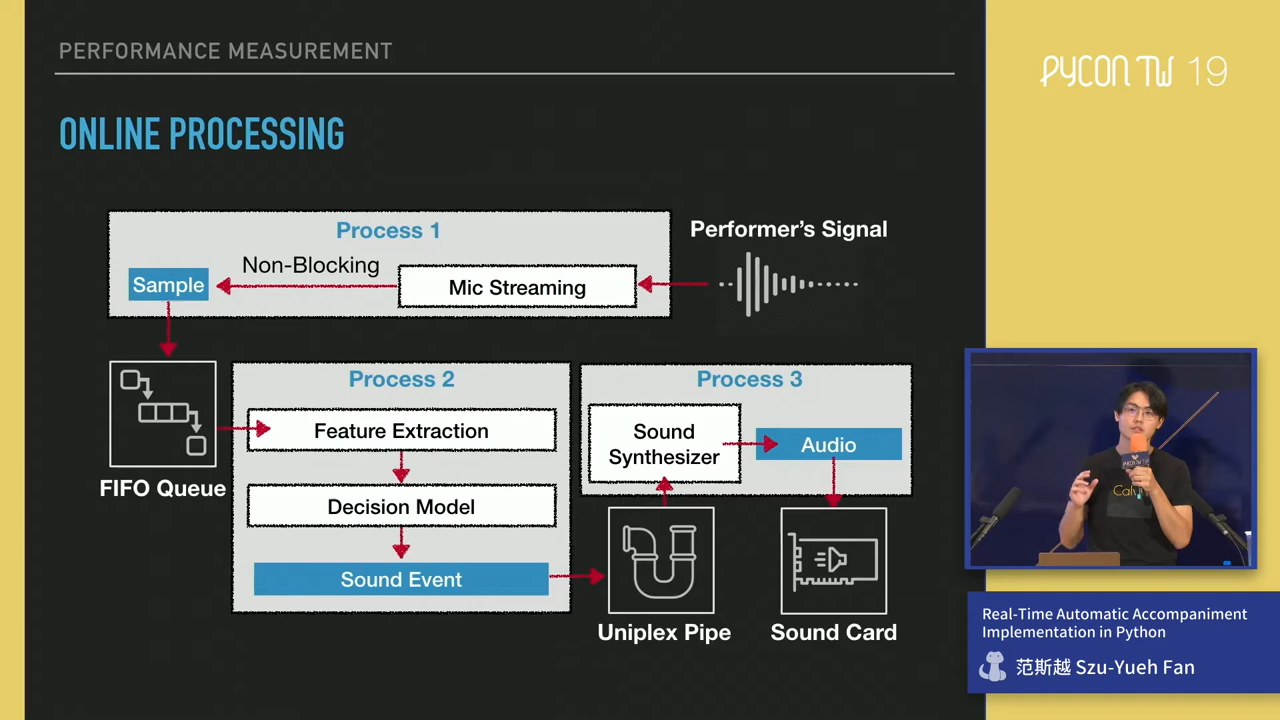 PERFORMANCE MEASUREMENT
PYCON TW 19
ONLINE PROCESSING
Process 1
Performer's Signal
Non-Blocking
Sample
Mic Streaming
Process 2
Process 3
Feature Extraction
Sound
Synthesizer
Audio
FIFO Queue
Decision Model
Sound Event
Uniplex Pipe
Sound Card
PYCON TW
Real-Time Automatic Accompaniment
Implementation in Python
范斯越 Szu-Yueh Fan